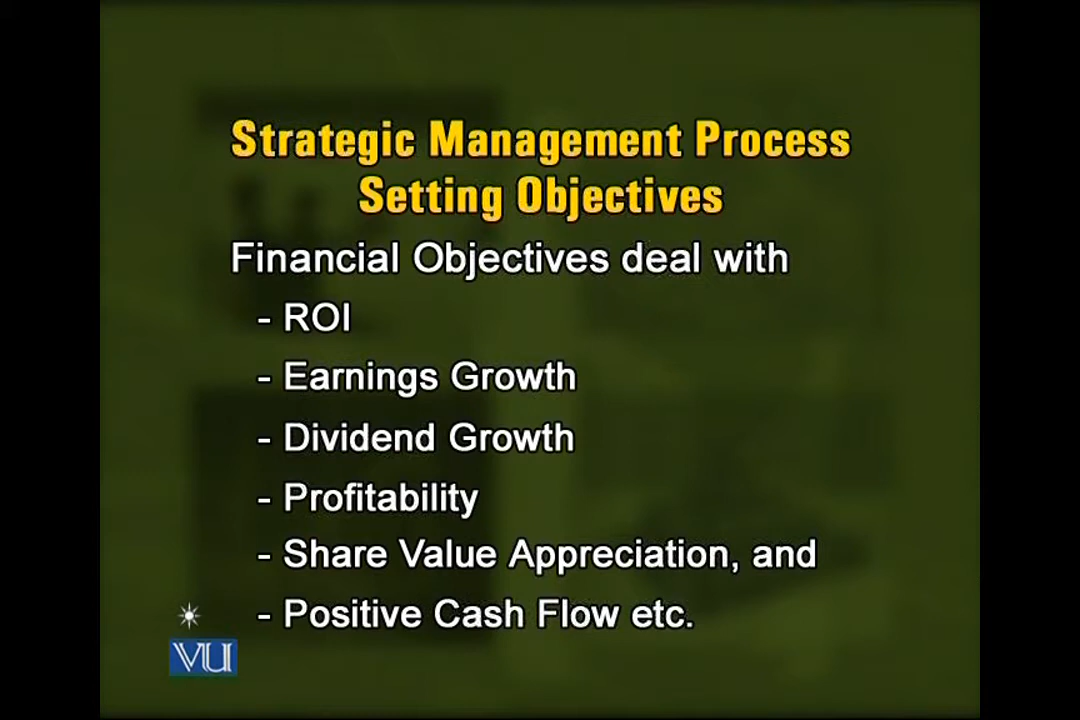 Strategic Management Process
Setting Objectives
Financial Objectives deal with
- ROI
- Earnings Growth
- Dividend Growth
- Profitability
- Share Value Appreciation, and
- Positive Cash Flow etc.
VU